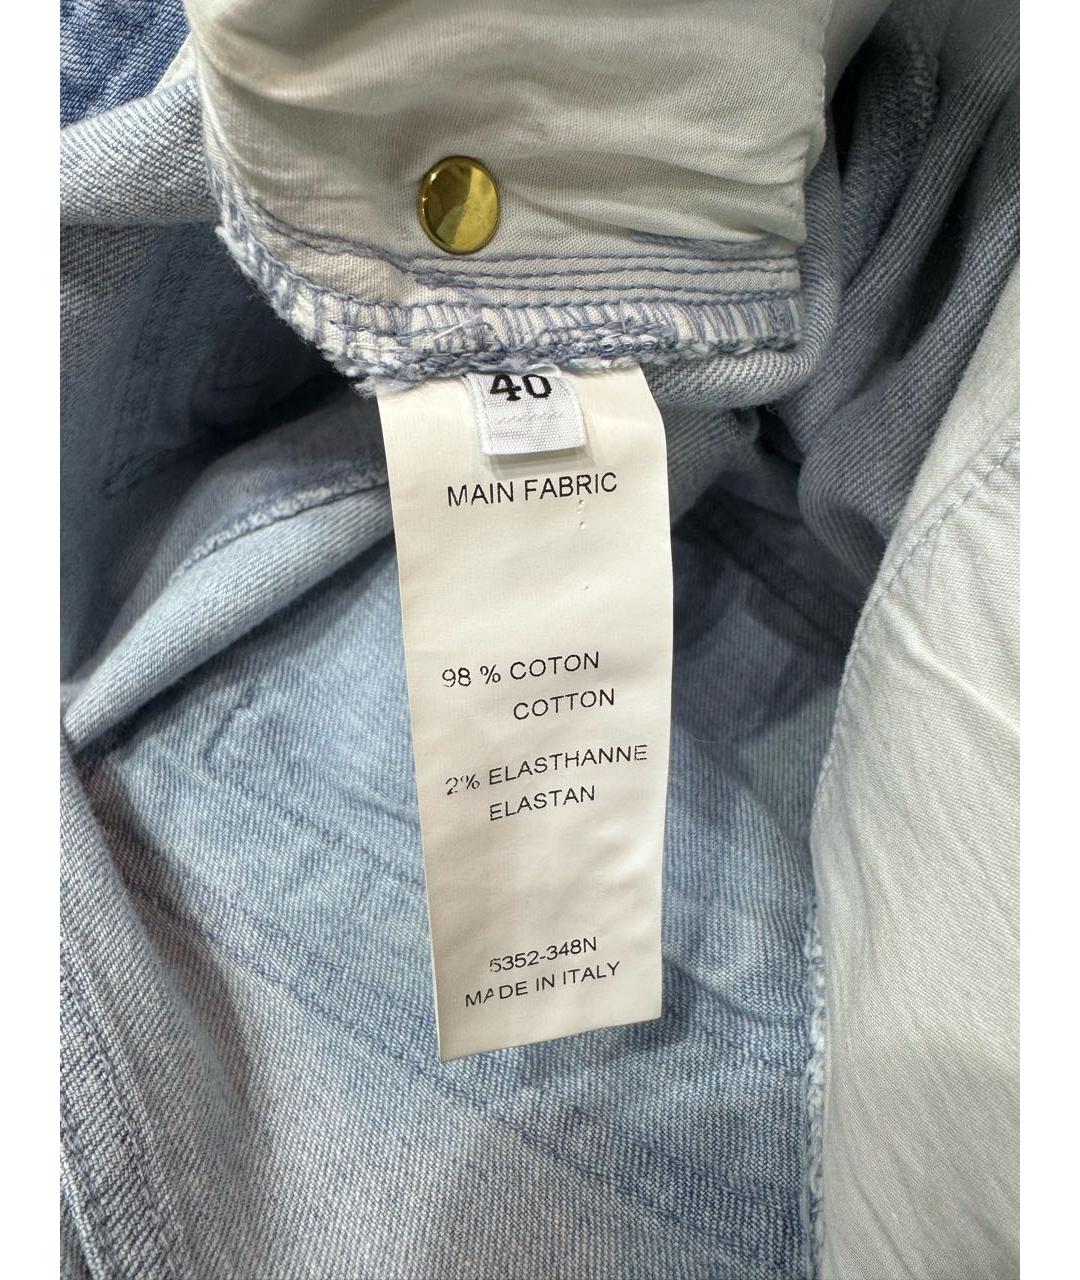 40
MAIN FABRIC
98 % COTON
COTTON
2% ELASTHANNE
ELASTAN
5352-348N
MADE IN ITALY